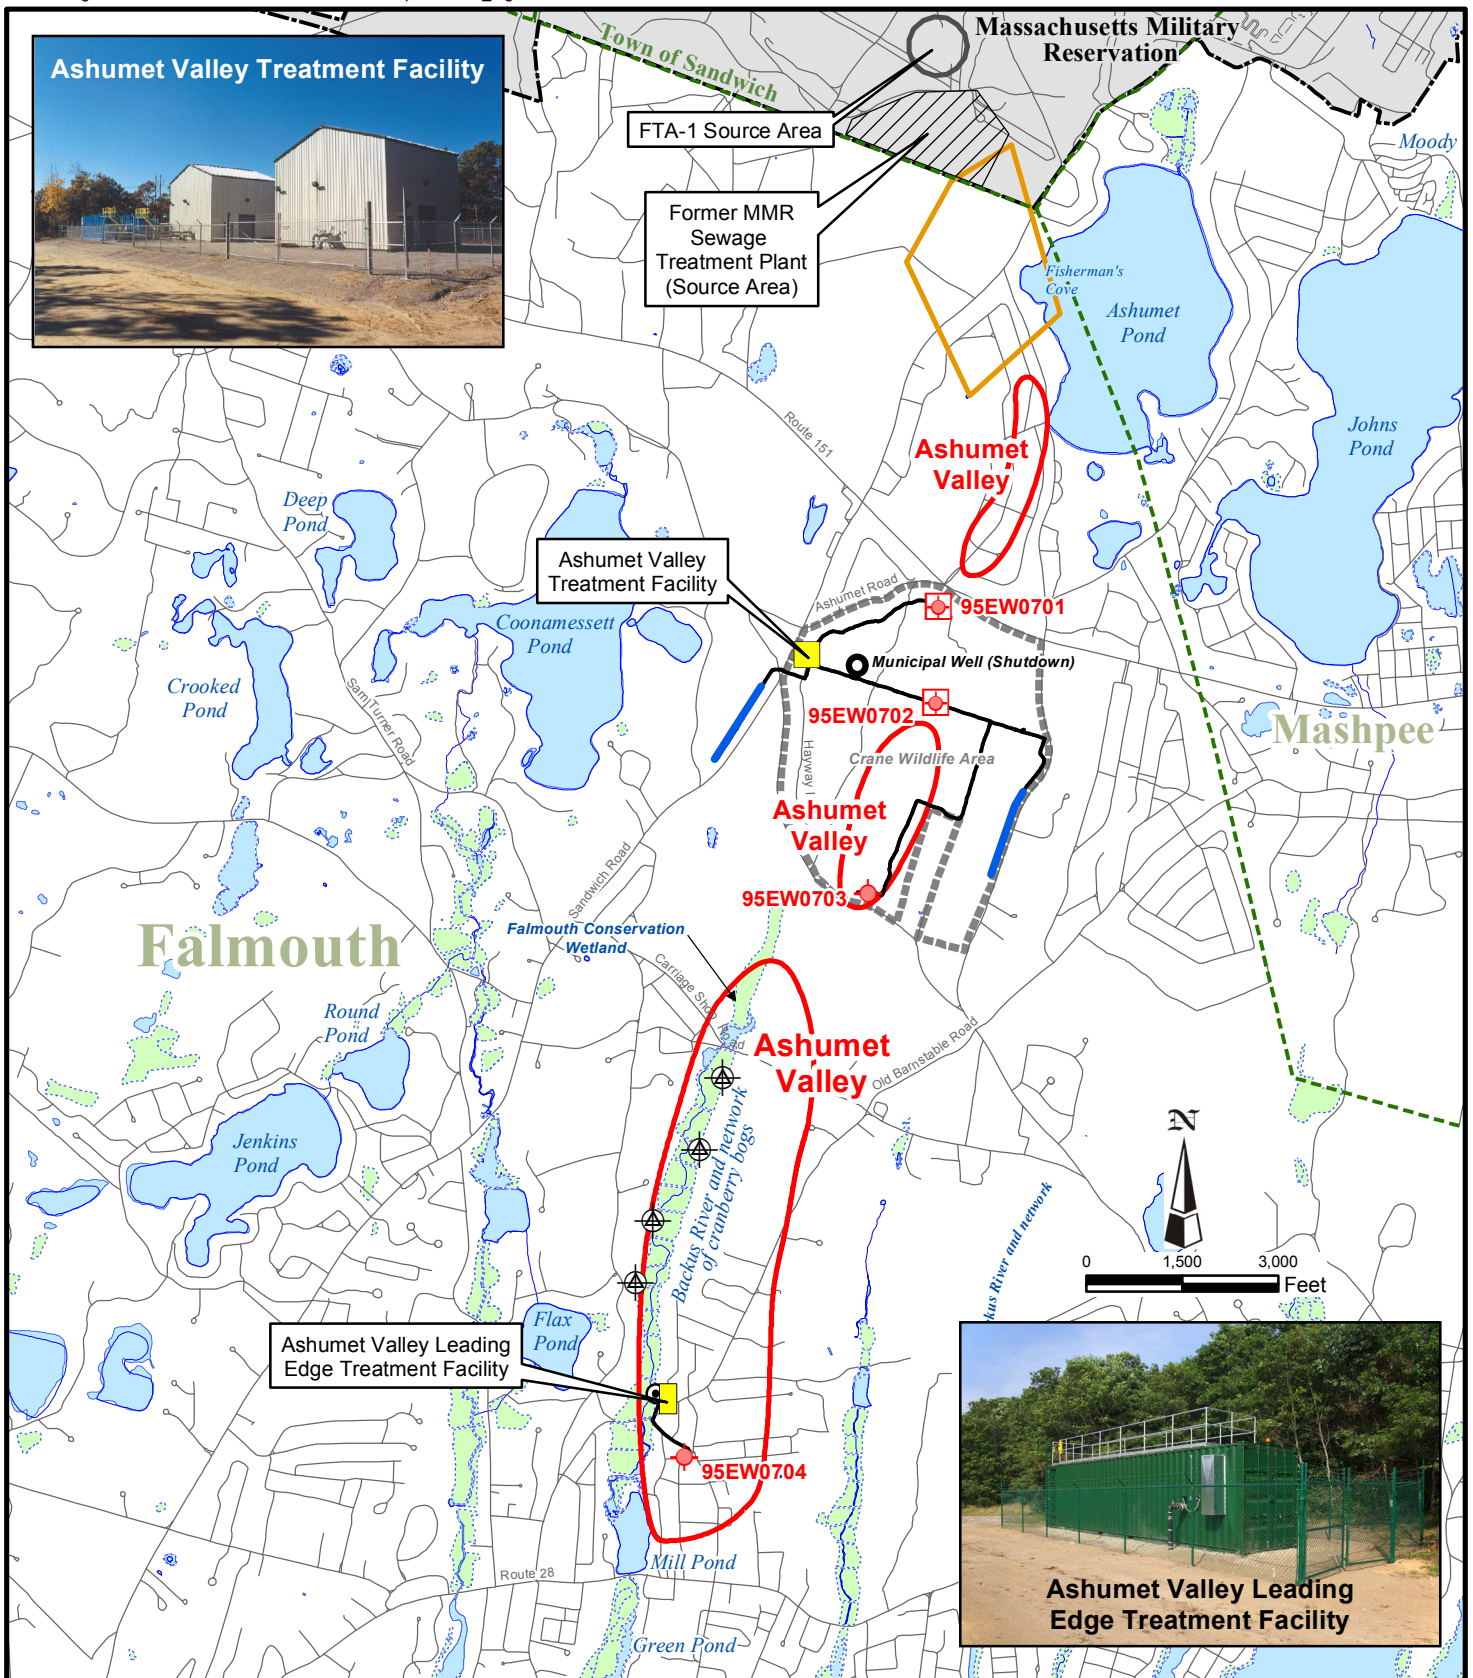 Ashumet Valley Treatment Facility
Massachusetts Military
Reservation
Town of Sandwich
FTA-1 Source Area
Former MMR
Sewage
Treatment Plant
(Source Area)
Moody
Fisherman's
Cove
Ashumet
Pond
Johns
Pond
Route 151
Ashumet
Valley
Deep
Pond
Ashumet Valley
Treatment Facility
Ashumet Road
95EW0701
Coonamessett
Pond
Municipal Well (Shutdown)
Crooked
Pond
Sam Turner Road
95EW0702
Mashpee
Hayway
Crane Wildlife Area
Ashumet
Valley
Sandwich Road
95EW0703
Falmouth
Falmouth Conservation
Wetland
Carriage Shop Road
Round
Pond
Ashumet
Valley
Old Barnstable Road
Backus River and network
of cranberry bogs
Jenkins
Pond
N
kus River and network
0 1,500 3,000
Feet
Flax
Pond
Ashumet Valley Leading
Edge Treatment Facility
95EW0704
Mill Pond
Route 28
Green Pond
Ashumet Valley Leading
Edge Treatment Facility